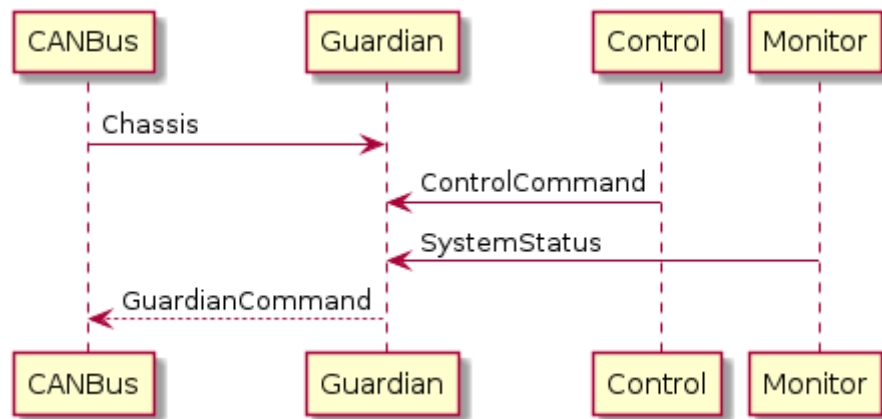 CANBus Guardian Control Monitor
Chassis
ControlCommand
SystemStatus
GuardianCommand
CANBus Guardian Control Monitor